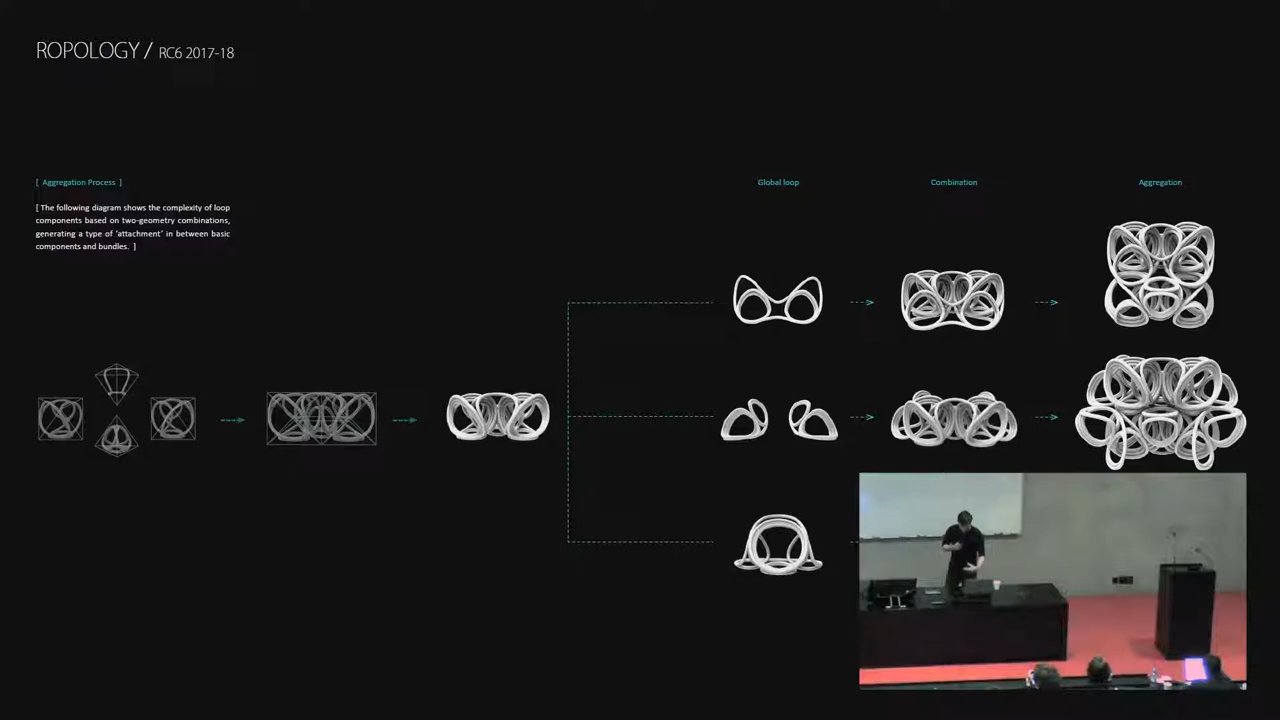 ROPOLOGY / RC6 2017-18
[ Aggregation Process ]
[ The following diagram shows the complexity of loop
components based on two-geometry combinations,
generating a type of 'attachment' in between basic
components and bundles. ]
Global loop
Combination
Aggregation